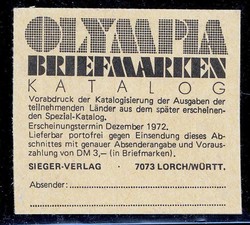 OLYMPIA
BRIEFMARKEN
KATALOG
Vorabdruck der Katalogisierung der Ausgaben der
teilnehmenden Länder aus dem später erscheinen-
den Spezial-Katalog.
Erscheinungstermin Dezember 1972.
Lieferbar portofrei gegen Einsendung dieses Ab-
schnittes mit genauer Absenderangabe und Voraus-
zahlung von DM 3,— (in Briefmarken).
SIEGER-VERLAG · 7073 LORCH/WÜRTT.
Absender: